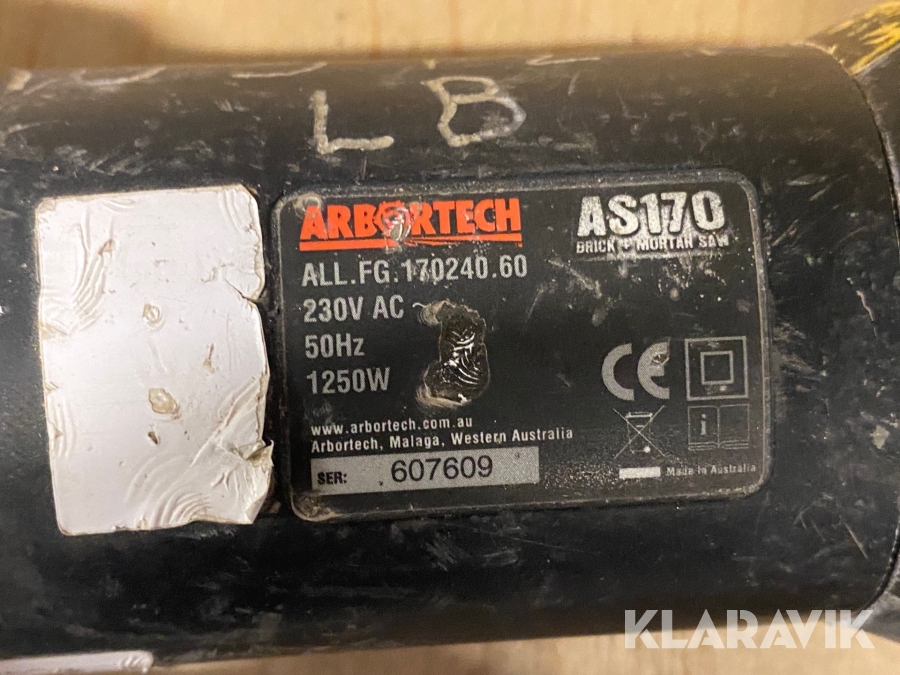 LB
ARBORTECH
AS170
BRICK + MORTAR SAW
ALL.FG.170240.60
230V AC
50Hz
1250W
CE
i
www.arbortech.com.au
Arbortech, Malaga, Western Australia
SER: 607609
Made in Australia
KLARAVIK